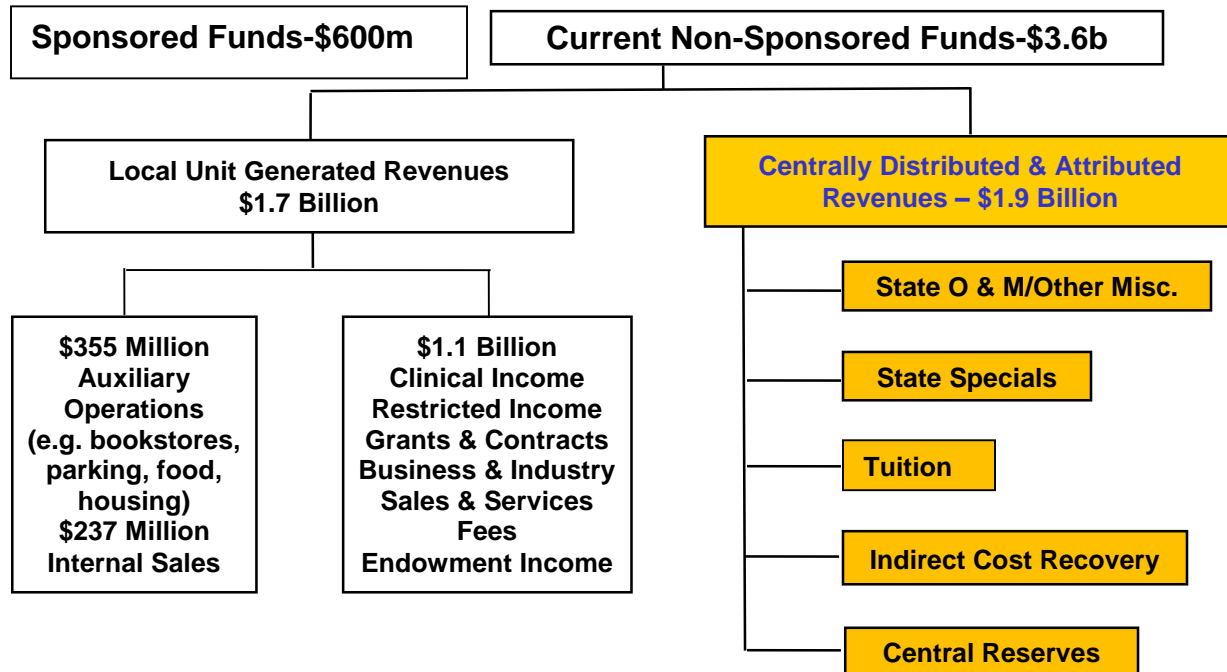 Sponsored Funds-$600m
Current Non-Sponsored Funds-$3.6b
Local Unit Generated Revenues
$1.7 Billion
Centrally Distributed & Attributed
Revenues – $1.9 Billion
$355 Million
Auxiliary
Operations
(e.g. bookstores,
parking, food,
housing)
$237 Million
Internal Sales
$1.1 Billion
Clinical Income
Restricted Income
Grants & Contracts
Business & Industry
Sales & Services
Fees
Endowment Income
State O & M/Other Misc.
State Specials
Tuition
Indirect Cost Recovery
Central Reserves